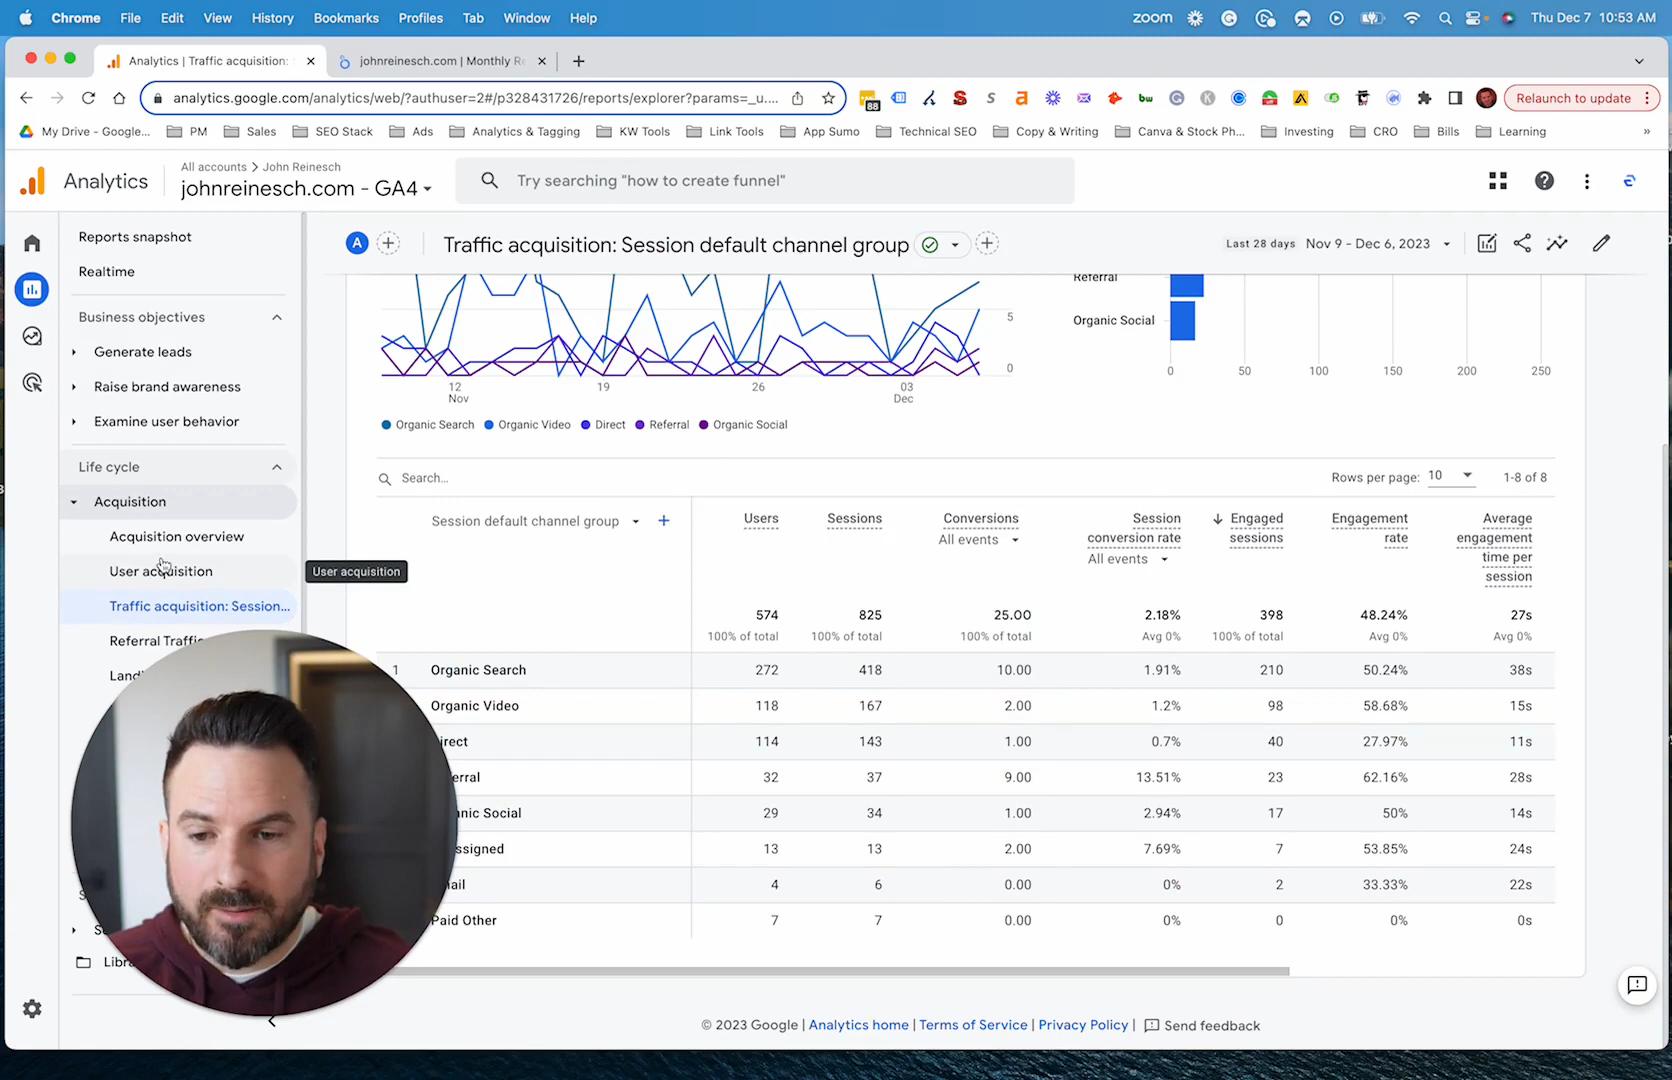 Chrome File Edit View History Bookmarks Profiles Tab Window Help zoom Thu Dec 7 10:53 AM
Analytics | Traffic acquisition: johnreinesch.com | Monthly Re
analytics.google.com/analytics/web/?authuser=2#/p328431726/reports/explorer?params=_u.... 88 Relaunch to update
My Drive - Google... PM Sales SEO Stack Ads Analytics & Tagging KW Tools Link Tools App Sumo Technical SEO Copy & Writing Canva & Stock Ph... Investing CRO Bills Learning »
Analytics
All accounts > John Reinesch
johnreinesch.com - GA4
Try searching "how to create funnel"
Reports snapshot
Realtime
Business objectives
Generate leads
Raise brand awareness
Examine user behavior
Life cycle
Acquisition
Acquisition overview
User acquisition
User acquisition
Traffic acquisition: Session...
Referral Traffi
Land
A Traffic acquisition: Session default channel group Last 28 days Nov 9 - Dec 6, 2023
5
0
12 Nov 19 26 03 Dec
Organic Search Organic Video Direct Referral Organic Social
Referral
Organic Social
0 50 100 150 200 250
Search... Rows per page: 10 1-8 of 8
Session default channel group + Users Sessions Conversions All events Session conversion rate All events Engaged sessions Engagement rate Average engagement time per session
574 825 25.00 2.18% 398 48.24% 27s
100% of total 100% of total 100% of total Avg 0% 100% of total Avg 0% Avg 0%
1 Organic Search 272 418 10.00 1.91% 210 50.24% 38s
Organic Video 118 167 2.00 1.2% 98 58.68% 15s
irect 114 143 1.00 0.7% 40 27.97% 11s
erral 32 37 9.00 13.51% 23 62.16% 28s
nic Social 29 34 1.00 2.94% 17 50% 14s
ssigned 13 13 2.00 7.69% 7 53.85% 24s
ail 4 6 0.00 0% 2 33.33% 22s
Paid Other 7 7 0.00 0% 0 0% 0s
Libra
© 2023 Google | Analytics home | Terms of Service | Privacy Policy | Send feedback